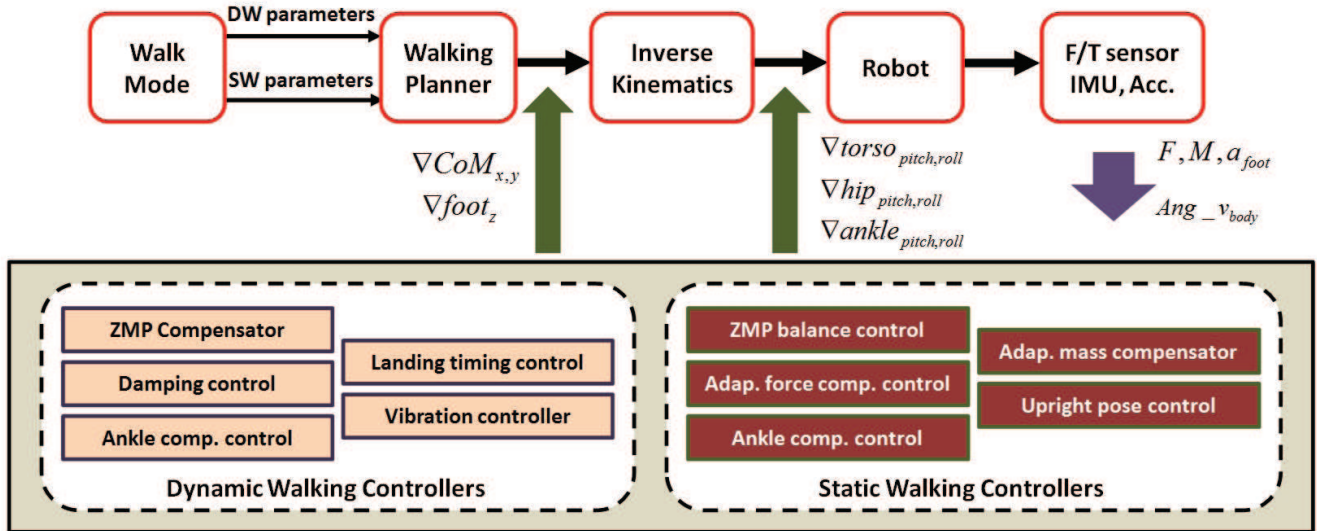 DW parameters
SW parameters
Walk
Mode
Walking
Planner
Inverse
Kinematics
Robot
F/T sensor
IMU, Acc.
∇CoM_{x,y}
∇foot_z
∇torso_{pitch,roll}
∇hip_{pitch,roll}
∇ankle_{pitch,roll}
F, M, a_{foot}
Ang _ v_{body}
ZMP Compensator
Damping control
Ankle comp. control
Landing timing control
Vibration controller
Dynamic Walking Controllers
ZMP balance control
Adap. force comp. control
Ankle comp. control
Adap. mass compensator
Upright pose control
Static Walking Controllers